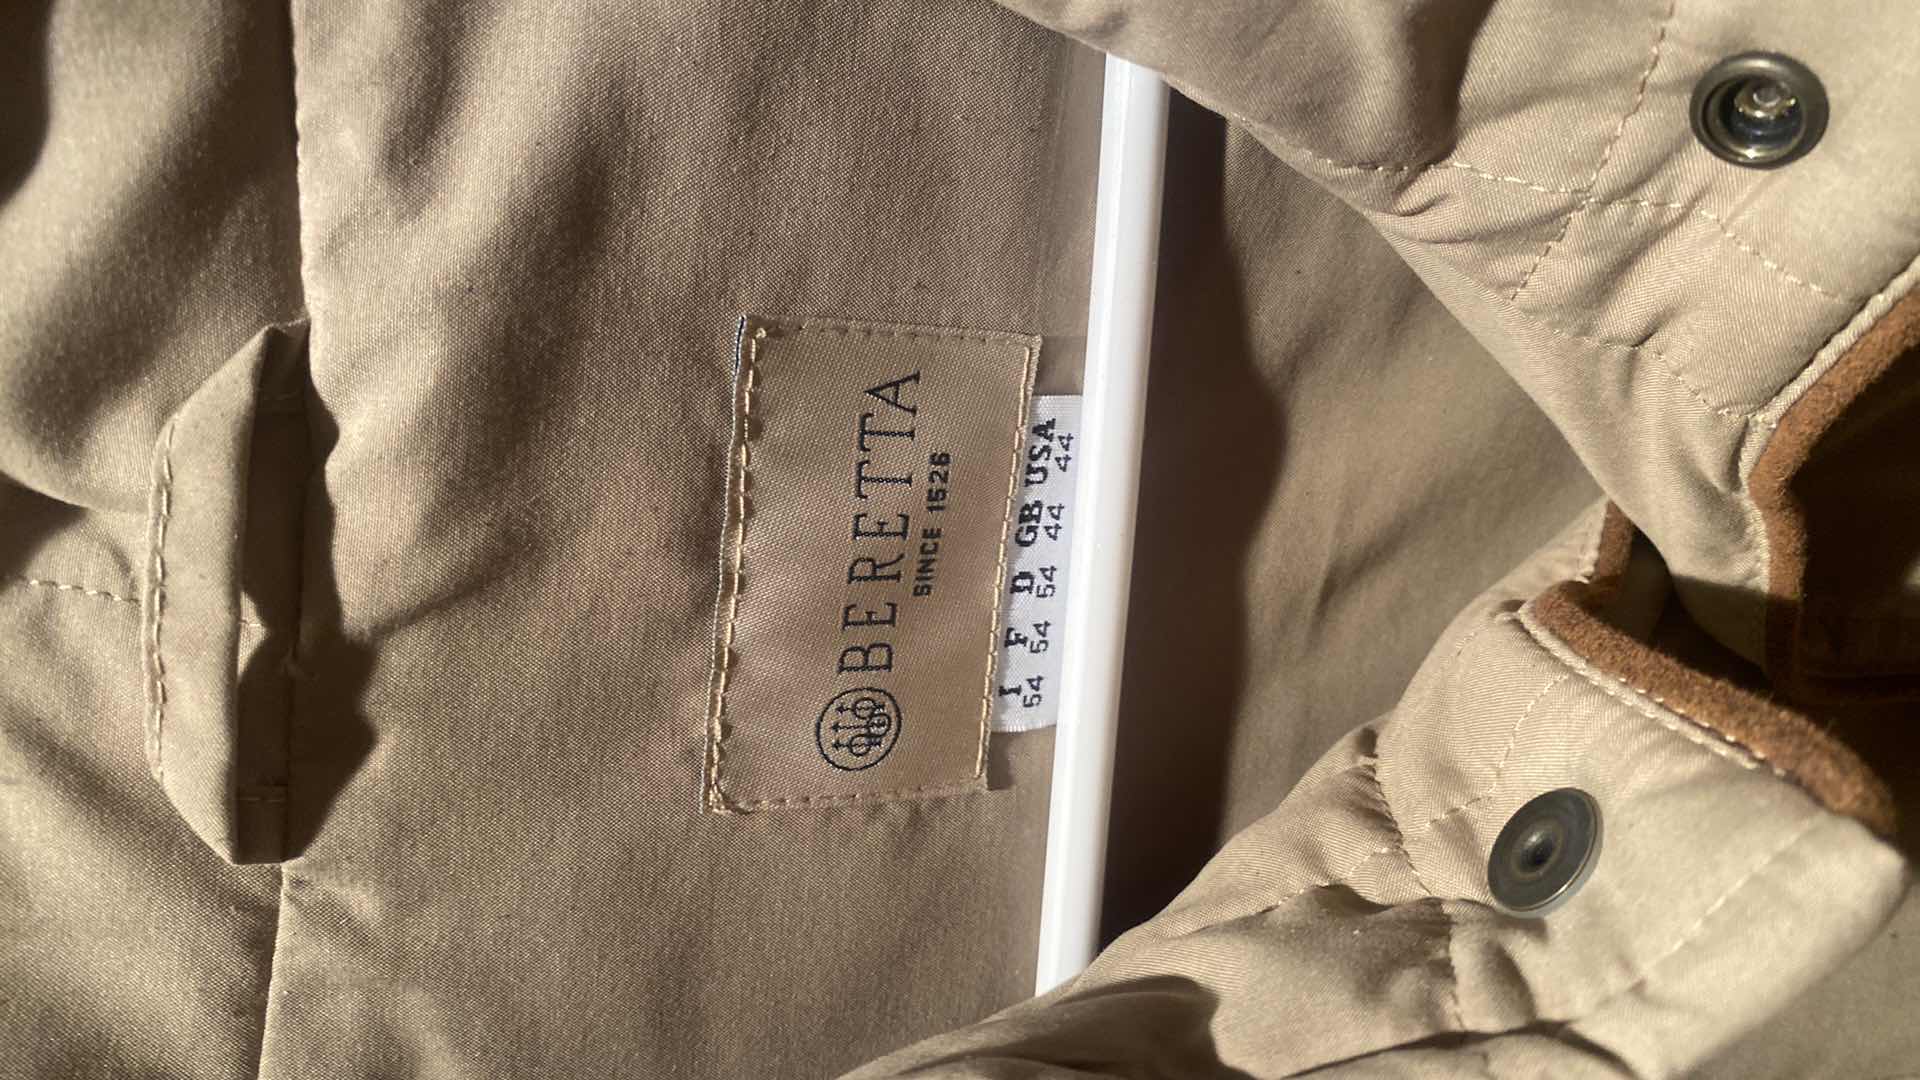 BERETTA
SINCE 1526
I F D GB USA
54 54 54 44 44